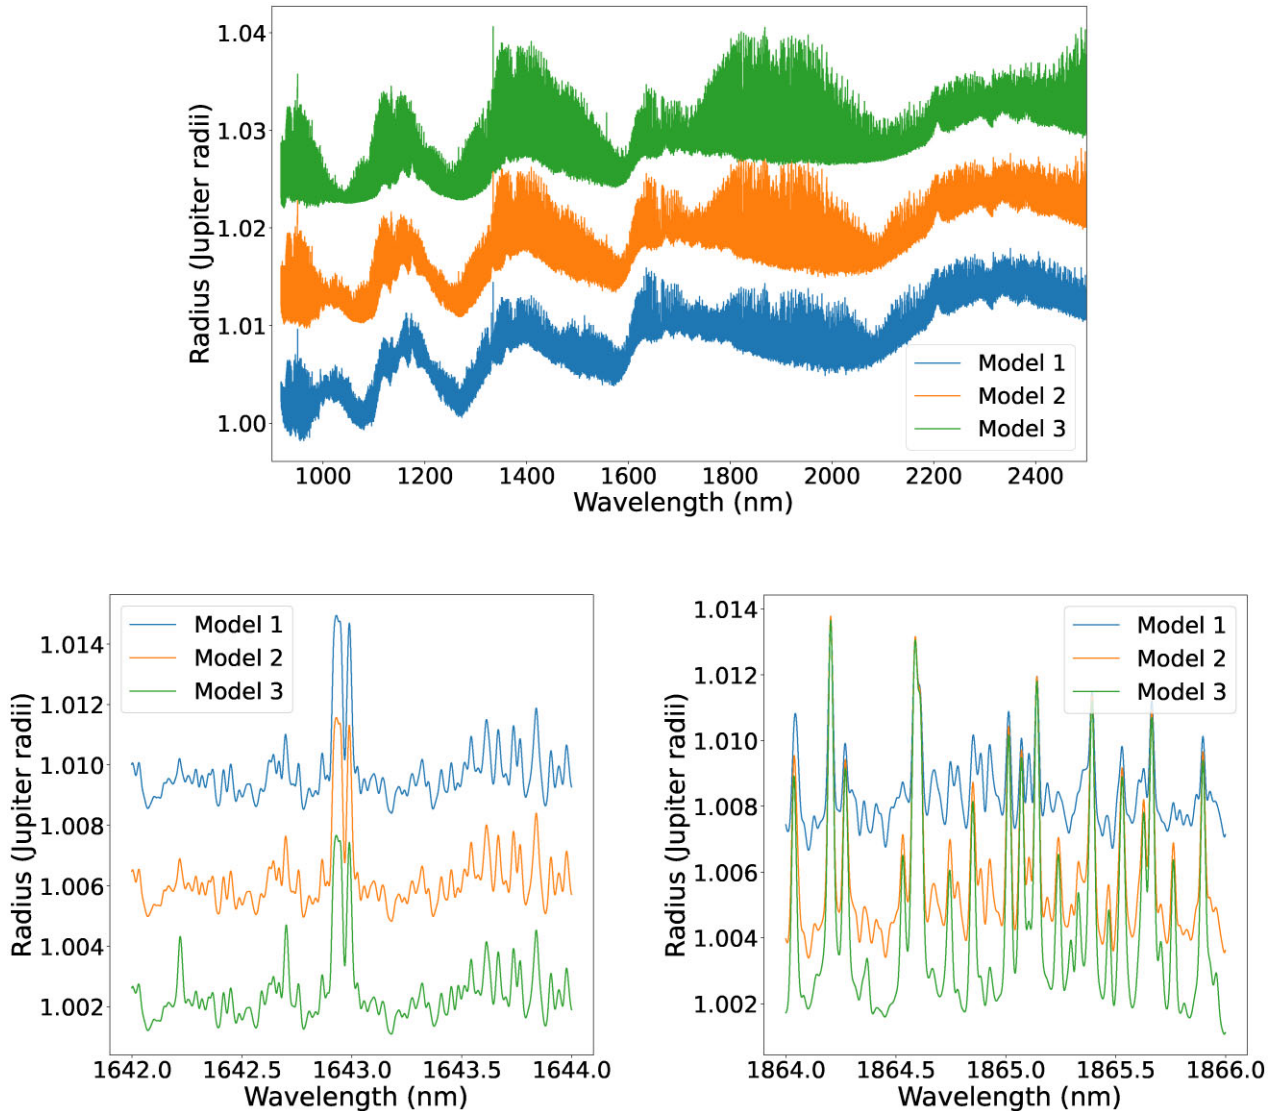 1.04
1.03
1.02
1.01
1.00
Radius (Jupiter radii)
Model 1
Model 2
Model 3
1000 1200 1400 1600 1800 2000 2200 2400
Wavelength (nm)
Model 1
Model 2
Model 3
1.014
1.012
1.010
1.008
1.006
1.004
1.002
Radius (Jupiter radii)
1642.0 1642.5 1643.0 1643.5 1644.0
Wavelength (nm)
Model 1
Model 2
Model 3
1.014
1.012
1.010
1.008
1.006
1.004
1.002
Radius (Jupiter radii)
1864.0 1864.5 1865.0 1865.5 1866.0
Wavelength (nm)